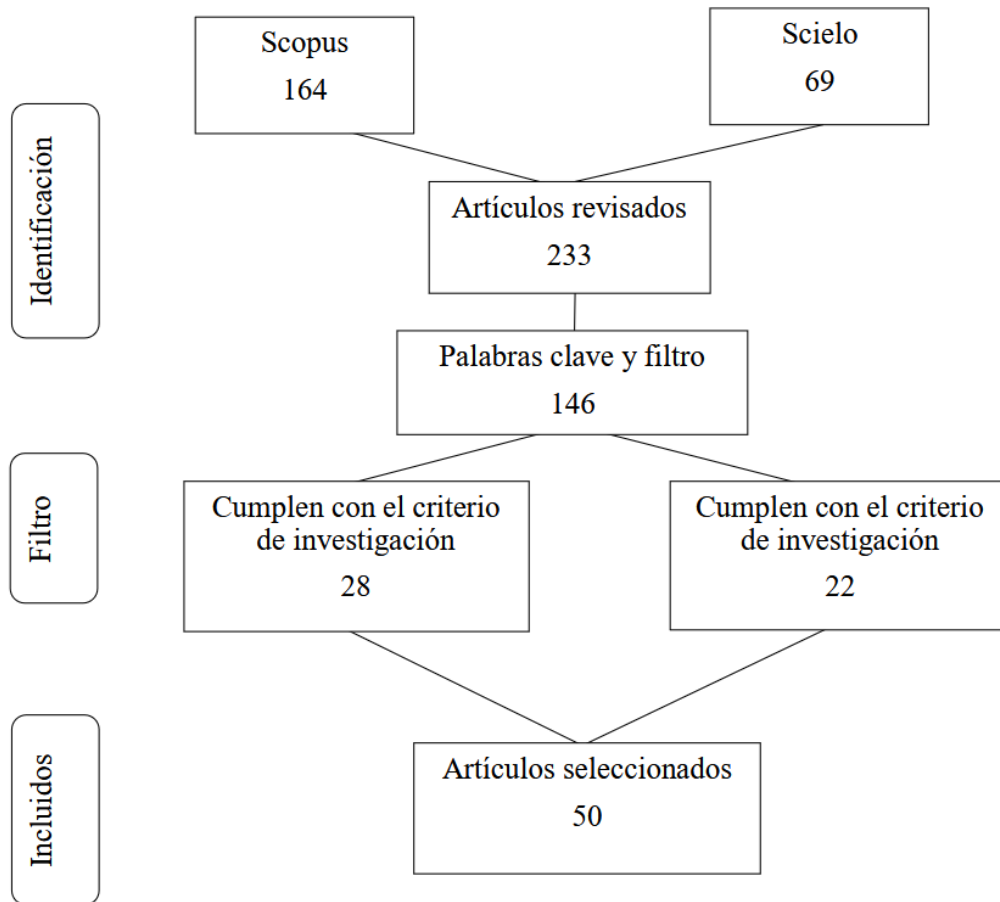 Scopus
164
Scielo
69
Identificación
Artículos revisados
233
Palabras clave y filtro
146
Filtro
Cumplen con el criterio
de investigación
28
Cumplen con el criterio
de investigación
22
Incluidos
Artículos seleccionados
50